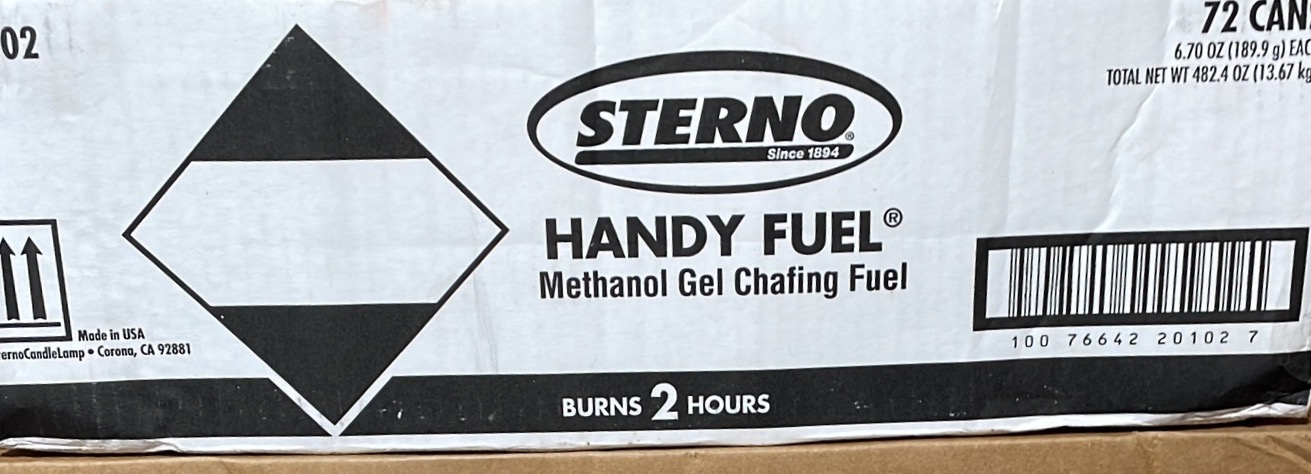 02
72 CAN
6.70 OZ (189.9 g) EAC
TOTAL NET WT 482.4 OZ (13.67 kg
STERNO®
Since 1894
HANDY FUEL®
Methanol Gel Chafing Fuel
Made in USA
ernoCandleLamp • Corona, CA 92881
100 76642 20102 7
BURNS 2 HOURS